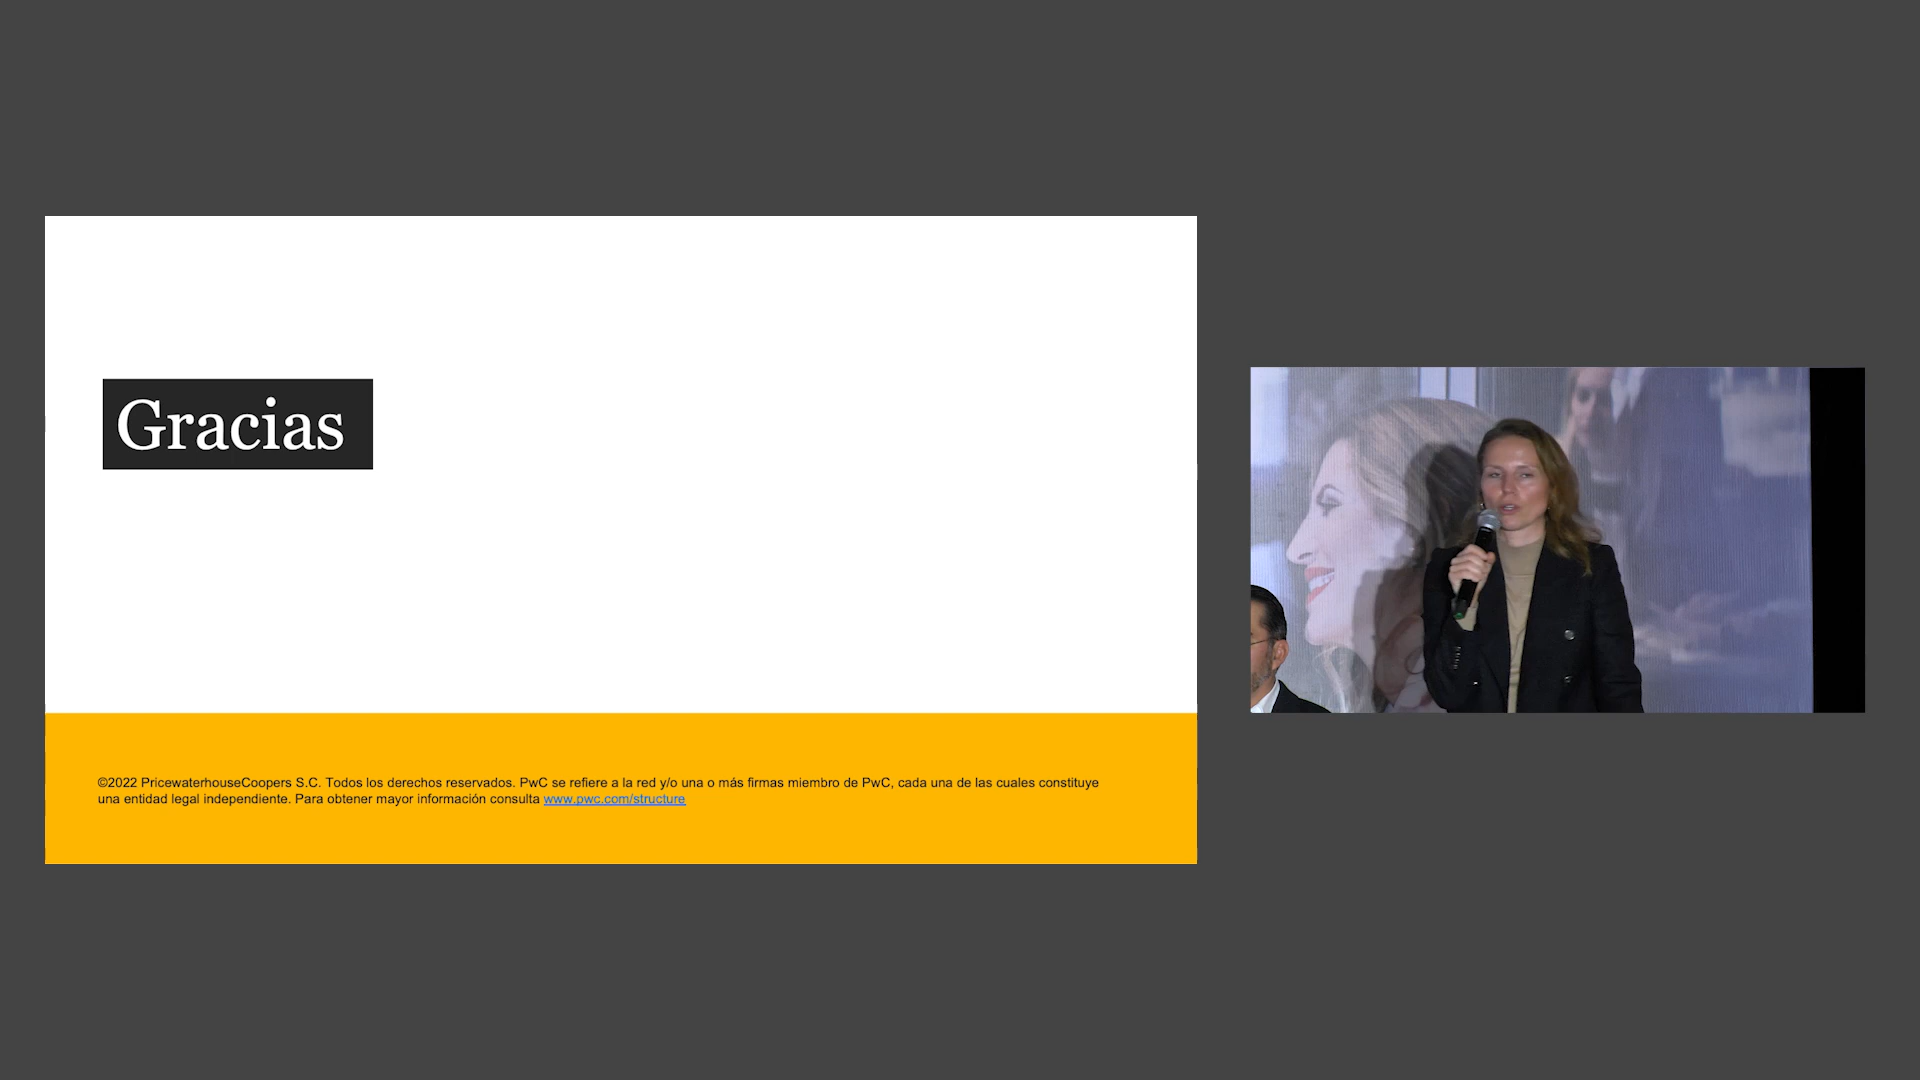 Gracias
©2022 PricewaterhouseCoopers S.C. Todos los derechos reservados. PwC se refiere a la red y/o una o más firmas miembro de PwC, cada una de las cuales constituye
una entidad legal independiente. Para obtener mayor información consulta www.pwc.com/structure